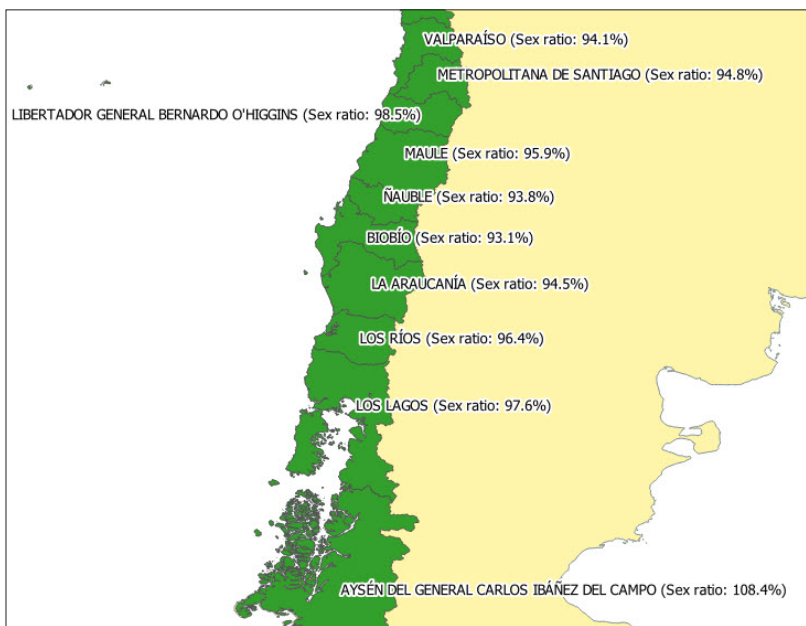 VALPARAÍSO (Sex ratio: 94.1%)
METROPOLITANA DE SANTIAGO (Sex ratio: 94.8%)
LIBERTADOR GENERAL BERNARDO O'HIGGINS (Sex ratio: 98.5%)
MAULE (Sex ratio: 95.9%)
ÑAUBLE (Sex ratio: 93.8%)
BIOBÍO (Sex ratio: 93.1%)
LA ARAUCANÍA (Sex ratio: 94.5%)
LOS RÍOS (Sex ratio: 96.4%)
LOS LAGOS (Sex ratio: 97.6%)
AYSÉN DEL GENERAL CARLOS IBÁÑEZ DEL CAMPO (Sex ratio: 108.4%)